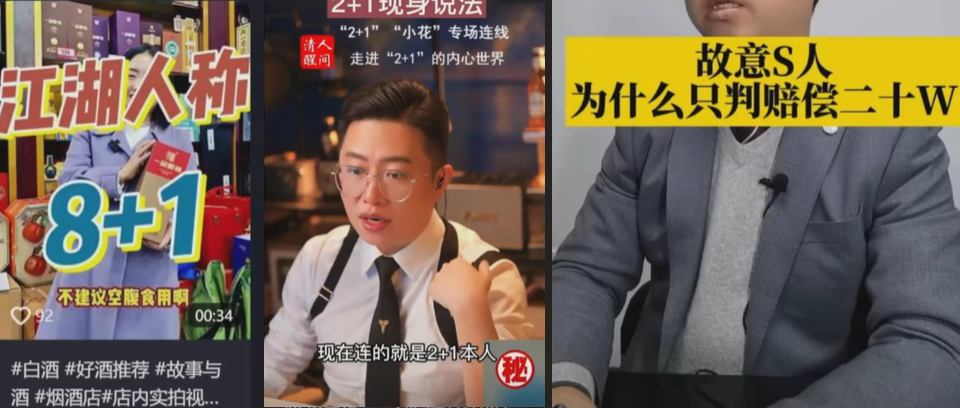 江湖人称
8+1
不建议空腹食用啊
92
00:34
#白酒 #好酒推荐 #故事与
酒 #烟酒店#店内实拍视...
2+1现身说法
“2+1” “小花” 专场连线
走进 “2+1” 的内心世界
清人
醒间
现在连的就是2+1本人
秘
故意S人
为什么只判赔偿二十W